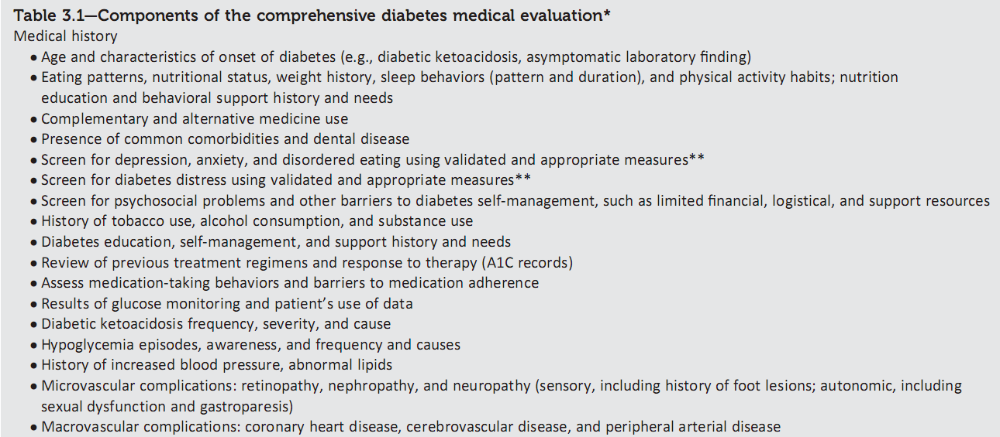 Table 3.1—Components of the comprehensive diabetes medical evaluation*
Medical history
• Age and characteristics of onset of diabetes (e.g., diabetic ketoacidosis, asymptomatic laboratory finding)
• Eating patterns, nutritional status, weight history, sleep behaviors (pattern and duration), and physical activity habits; nutrition
education and behavioral support history and needs
• Complementary and alternative medicine use
• Presence of common comorbidities and dental disease
• Screen for depression, anxiety, and disordered eating using validated and appropriate measures**
• Screen for diabetes distress using validated and appropriate measures**
• Screen for psychosocial problems and other barriers to diabetes self-management, such as limited financial, logistical, and support resources
• History of tobacco use, alcohol consumption, and substance use
• Diabetes education, self-management, and support history and needs
• Review of previous treatment regimens and response to therapy (A1C records)
• Assess medication-taking behaviors and barriers to medication adherence
• Results of glucose monitoring and patient's use of data
• Diabetic ketoacidosis frequency, severity, and cause
• Hypoglycemia episodes, awareness, and frequency and causes
• History of increased blood pressure, abnormal lipids
• Microvascular complications: retinopathy, nephropathy, and neuropathy (sensory, including history of foot lesions; autonomic, including
sexual dysfunction and gastroparesis)
• Macrovascular complications: coronary heart disease, cerebrovascular disease, and peripheral arterial disease